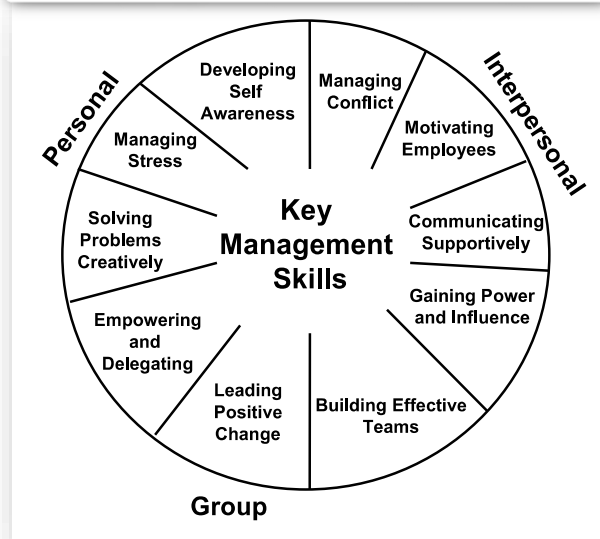 Personal
Interpersonal
Developing
Self
Awareness
Managing
Conflict
Motivating
Employees
Managing
Stress
Key
Management
Skills
Solving
Problems
Creatively
Communicating
Supportively
Gaining Power
and Influence
Empowering
and
Delegating
Leading
Positive
Change
Building Effective
Teams
Group